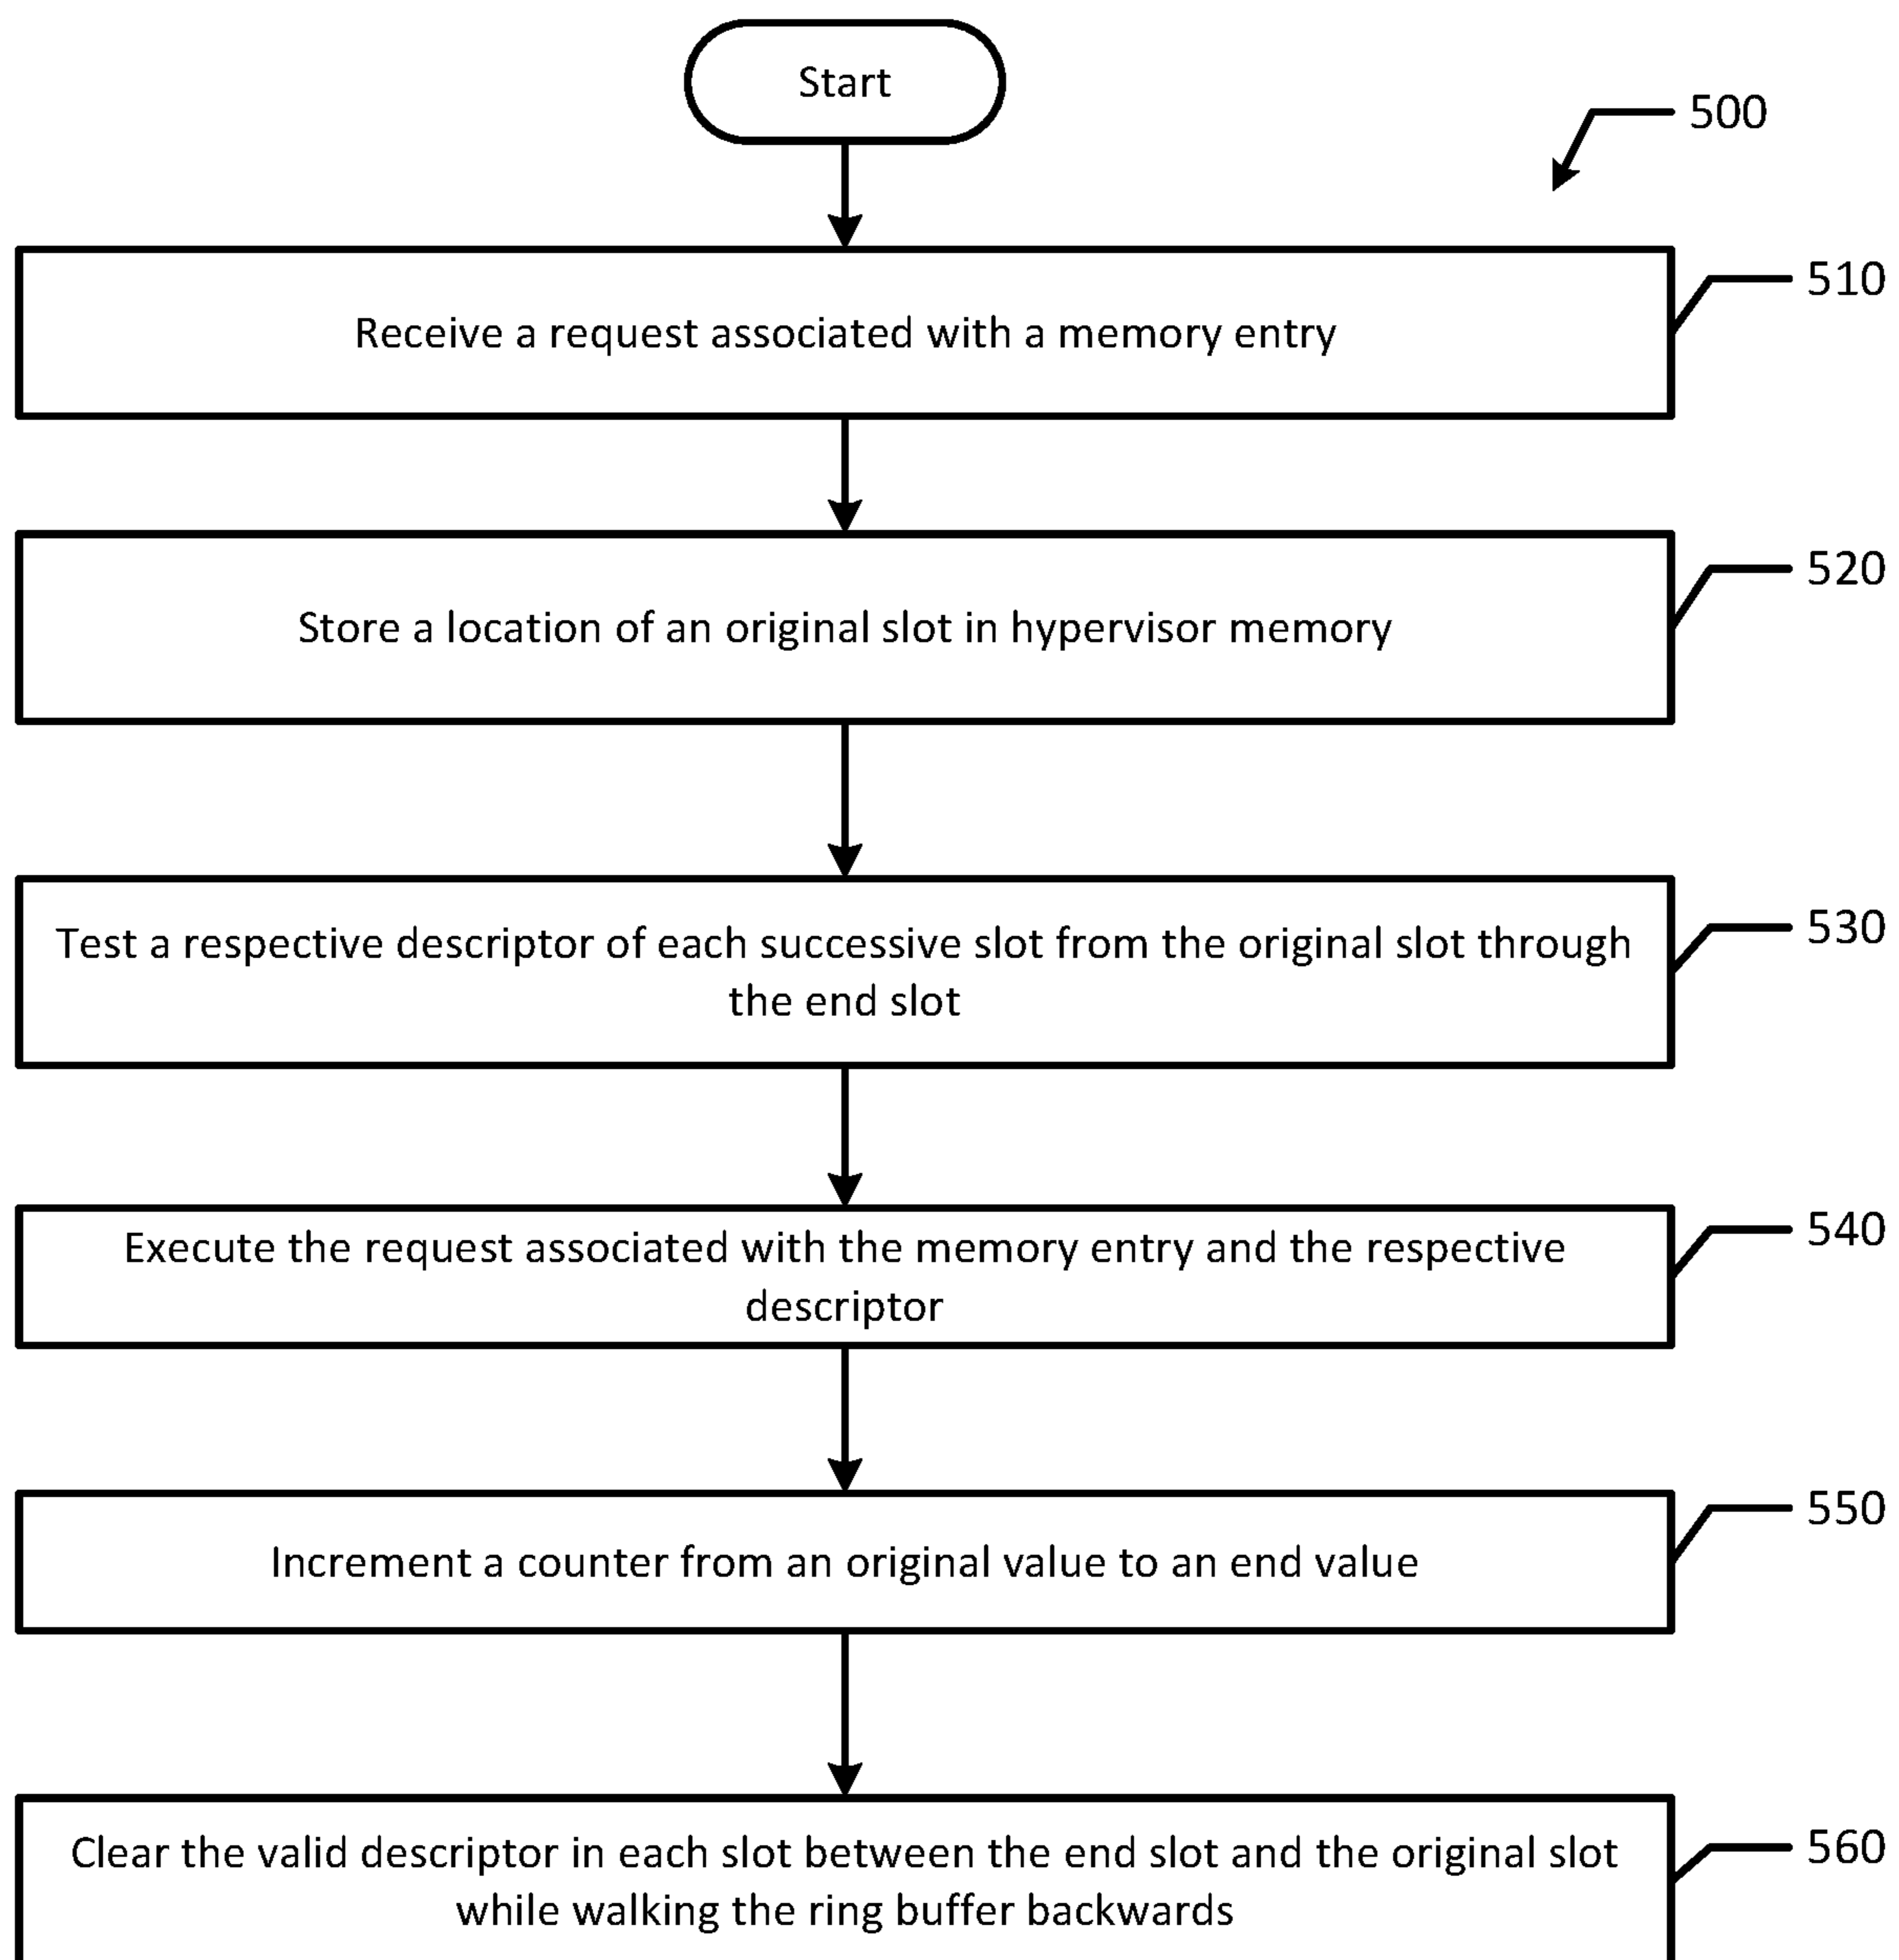 Start
500
510
Receive a request associated with a memory entry
520
Store a location of an original slot in hypervisor memory
530
Test a respective descriptor of each successive slot from the original slot through
the end slot
540
Execute the request associated with the memory entry and the respective
descriptor
550
Increment a counter from an original value to an end value
560
Clear the valid descriptor in each slot between the end slot and the original slot
while walking the ring buffer backwards